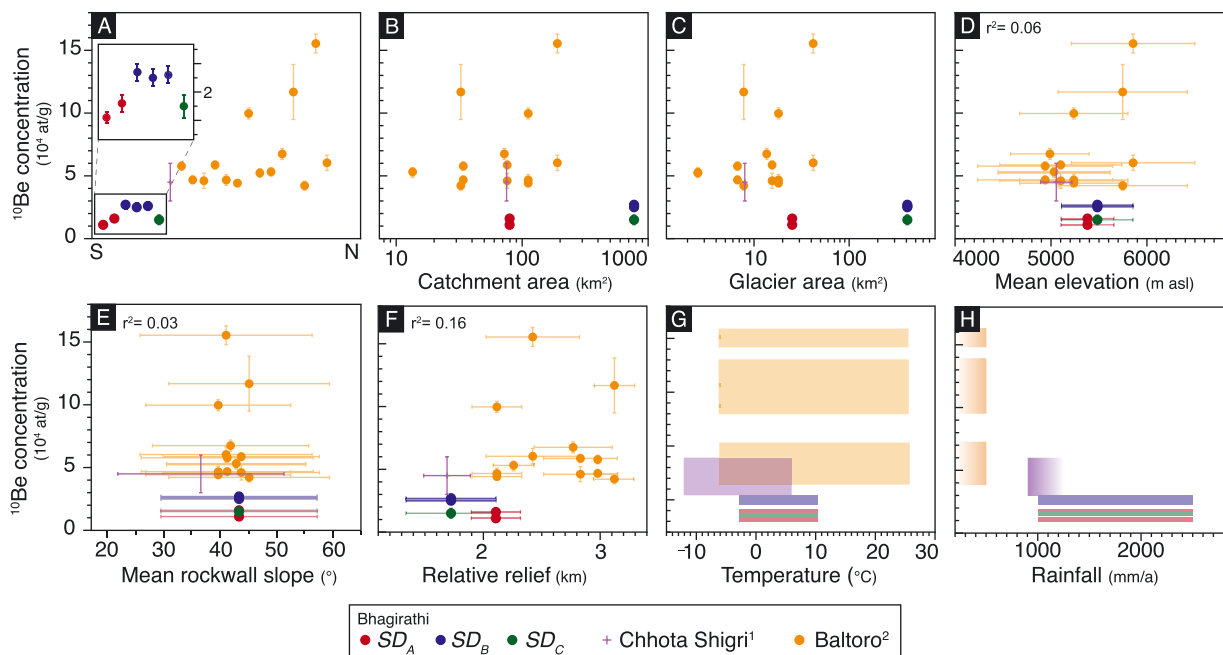 A
B
C
D
r²= 0.06
¹⁰Be concentration
(10⁴ at/g)
15
10
5
0
2
S
N
10
100
1000
Catchment area (km²)
10
100
Glacier area (km²)
4000
5000
6000
Mean elevation (m asl)
E
r²= 0.03
F
r²= 0.16
G
H
¹⁰Be concentration
(10⁴ at/g)
15
10
5
0
20
30
40
50
60
Mean rockwall slope (°)
2
3
Relative relief (km)
−10
0
10
20
30
Temperature (°C)
1000
2000
Rainfall (mm/a)
Bhagirathi
SD_A
SD_B
SD_C
Chhota Shigri¹
Baltoro²